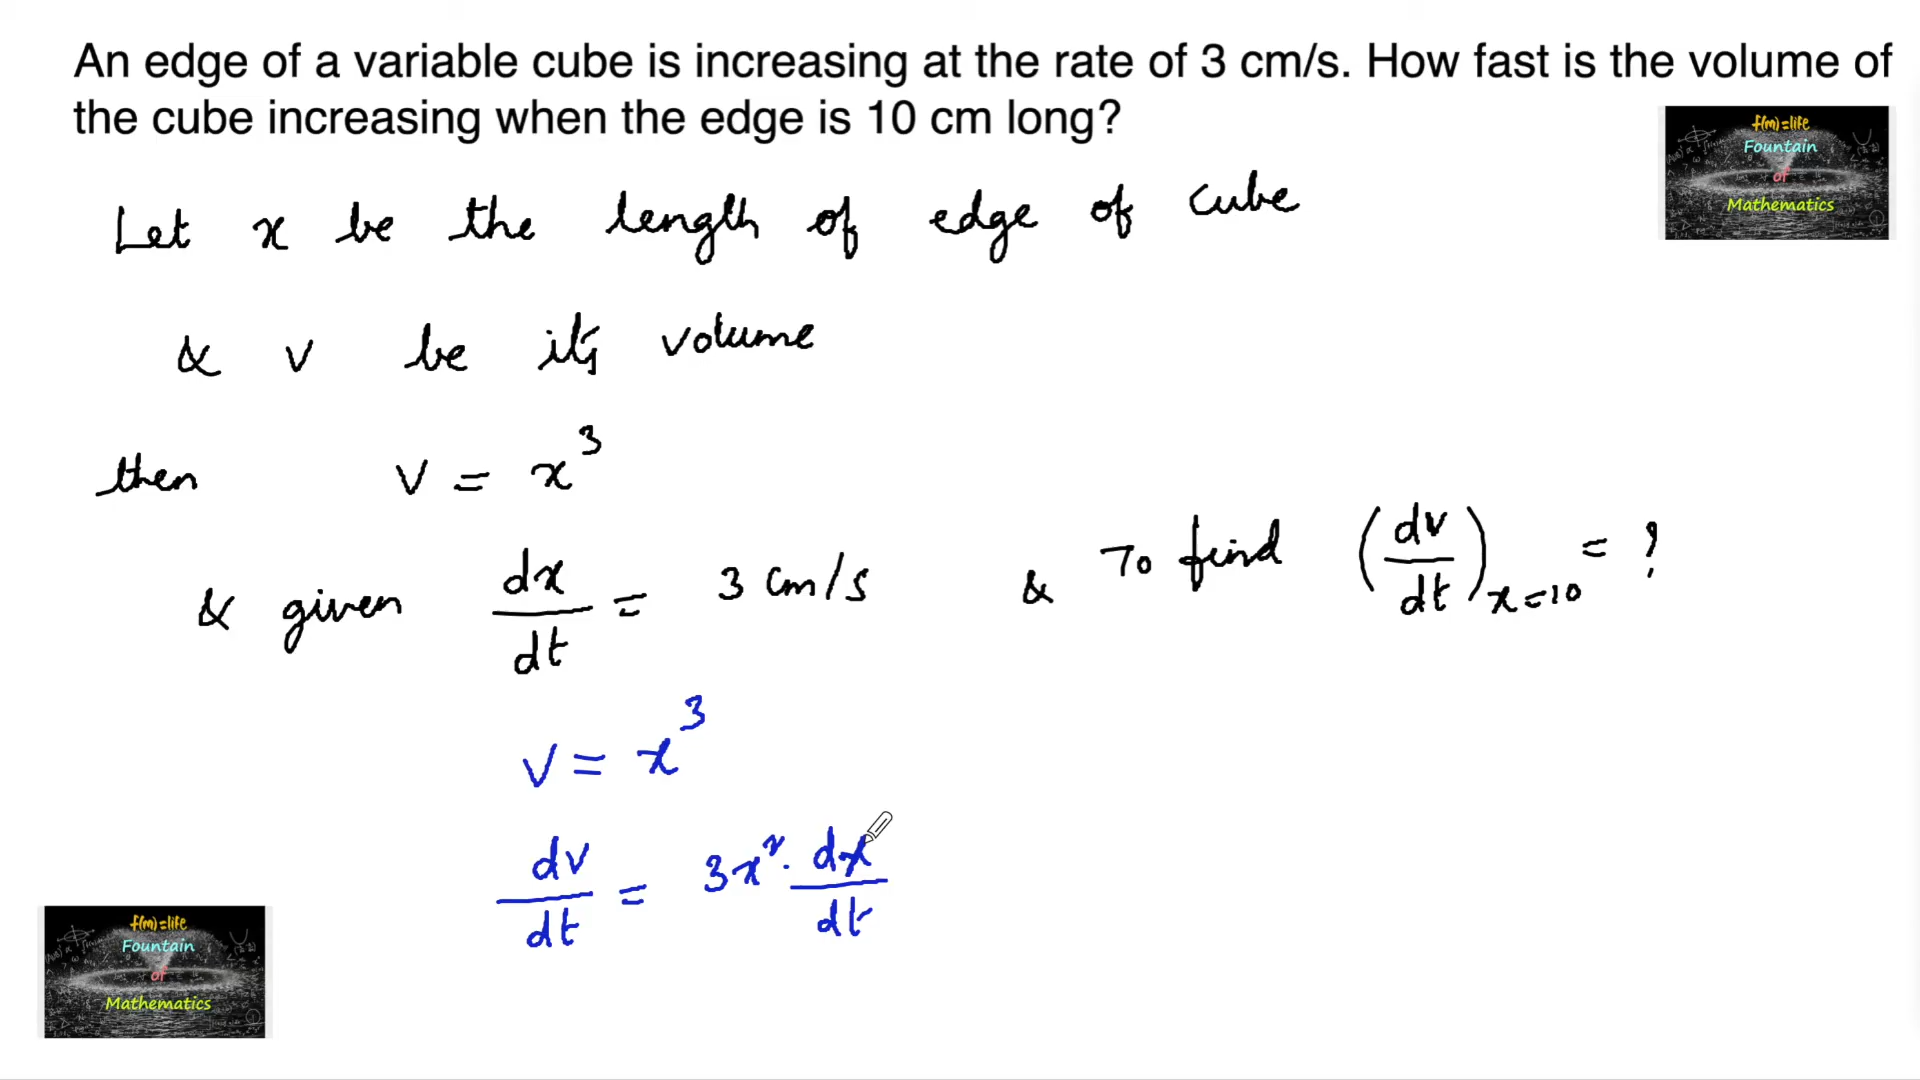 An edge of a variable cube is increasing at the rate of 3 cm/s. How fast is the volume of
the cube increasing when the edge is 10 cm long?
f(m)=life
Fountain
of
Mathematics
Let x be the length of edge of cube
& v be its volume
then v = x³
& given dx/dt = 3 cm/s & To find (dv/dt)x=10 = ?
v = x³
dv/dt = 3x². dx/dt
f(m)=life
Fountain
of
Mathematics